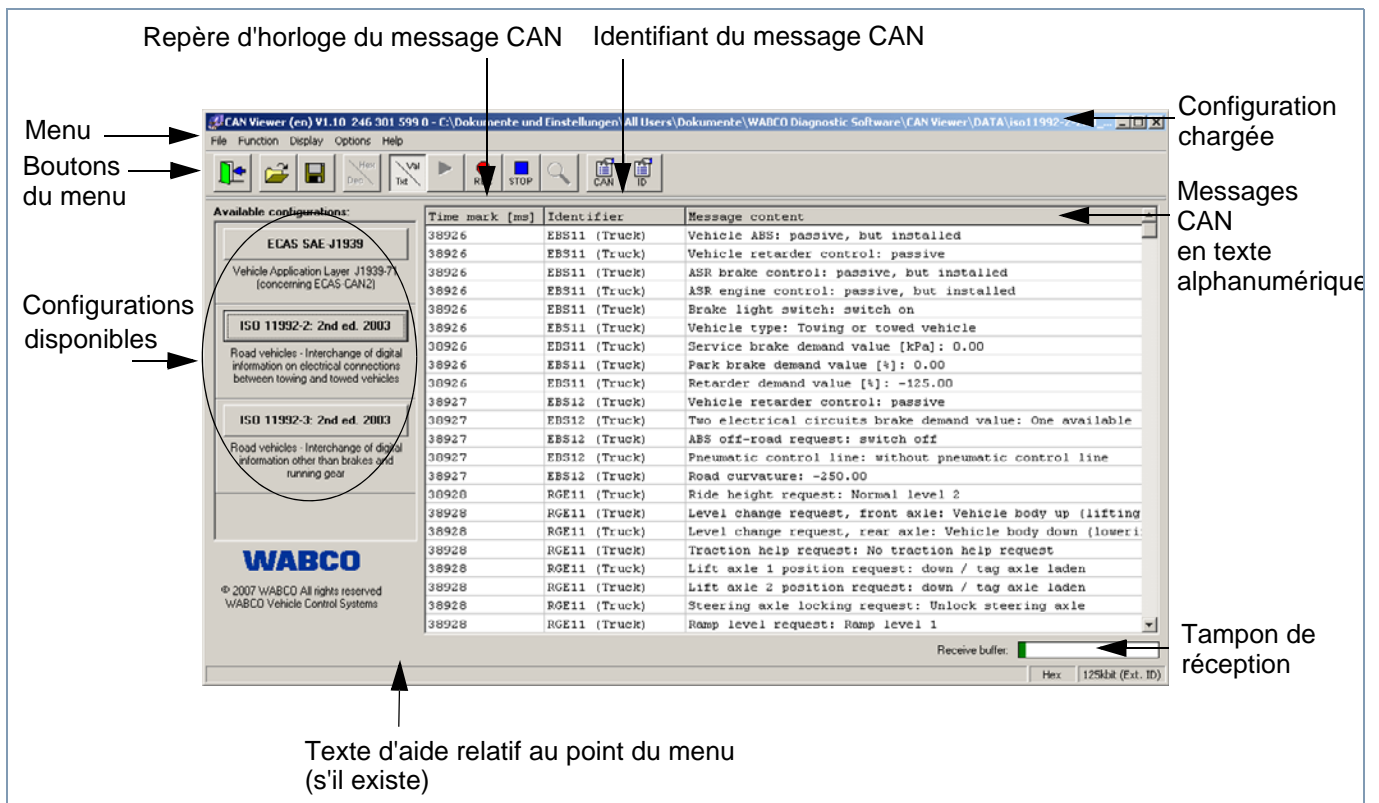 Repère d'horloge du message CAN
Identifiant du message CAN
Configuration
chargée
Menu
Boutons
du menu
Configurations
disponibles
Messages
CAN
en texte
alphanumérique
Tampon de
réception
Texte d'aide relatif au point du menu
(s'il existe)
CAN Viewer (en) V1.10 246 301 599 0 - C:\Dokumente und Einstellungen\All Users\Dokumente\WABCO Diagnostic Software\CAN Viewer\DATA\iso11992-2
File Function Display Options Help
Hex
Dec
Val
Txt
STOP
CAN
ID
Available configurations:
ECAS SAE J1939
Vehicle Application Layer J1939-71
(concerning ECAS-CAN2)
ISO 11992-2: 2nd ed. 2003
Road vehicles - Interchange of digital
information on electrical connections
between towing and towed vehicles
ISO 11992-3: 2nd ed. 2003
Road vehicles - Interchange of digital
information other than brakes and
running gear
WABCO
© 2007 WABCO All rights reserved
WABCO Vehicle Control Systems
Time mark [ms] Identifier Message content
38926 EBS11 (Truck) Vehicle ABS: passive, but installed
38926 EBS11 (Truck) Vehicle retarder control: passive
38926 EBS11 (Truck) ASR brake control: passive, but installed
38926 EBS11 (Truck) ASR engine control: passive, but installed
38926 EBS11 (Truck) Brake light switch: switch on
38926 EBS11 (Truck) Vehicle type: Towing or towed vehicle
38926 EBS11 (Truck) Service brake demand value [kPa]: 0.00
38926 EBS11 (Truck) Park brake demand value [%]: 0.00
38926 EBS11 (Truck) Retarder demand value [%]: -125.00
38927 EBS12 (Truck) Vehicle retarder control: passive
38927 EBS12 (Truck) Two electrical circuits brake demand value: One available
38927 EBS12 (Truck) ABS off-road request: switch off
38927 EBS12 (Truck) Pneumatic control line: without pneumatic control line
38927 EBS12 (Truck) Road curvature: -250.00
38928 RGE11 (Truck) Ride height request: Normal level 2
38928 RGE11 (Truck) Level change request, front axle: Vehicle body up (lifting
38928 RGE11 (Truck) Level change request, rear axle: Vehicle body down (loweri
38928 RGE11 (Truck) Traction help request: No traction help request
38928 RGE11 (Truck) Lift axle 1 position request: down / tag axle laden
38928 RGE11 (Truck) Lift axle 2 position request: down / tag axle laden
38928 RGE11 (Truck) Steering axle locking request: Unlock steering axle
38928 RGE11 (Truck) Ramp level request: Ramp level 1
Receive buffer:
Hex 125kbit (Ext. ID)